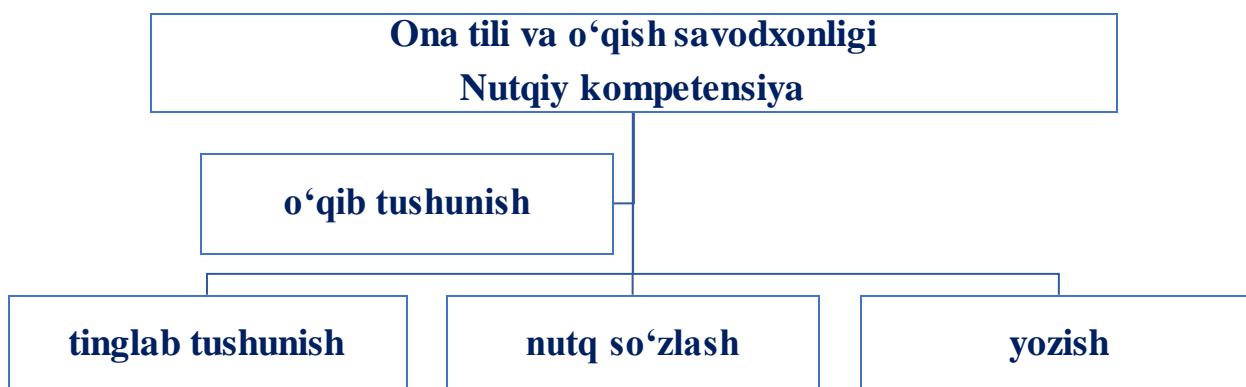 Ona tili va o‘qish savodxonligi
Nutqiy kompetensiya
o‘qib tushunish
tinglab tushunish
nutq so‘zlash
yozish